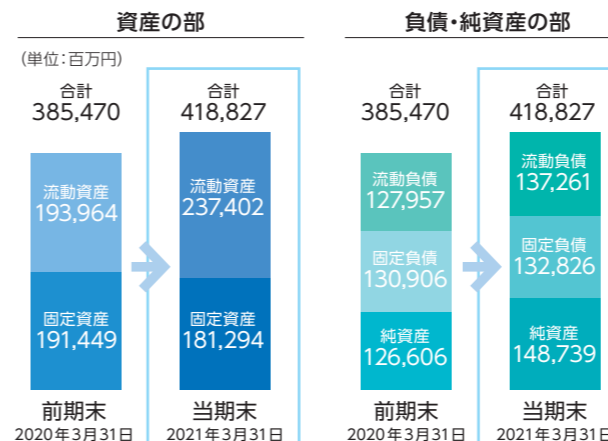 資産の部
(単位:百万円)
合計
385,470
流動資産
193,964
固定資産
191,449
前期末
2020年3月31日
合計
418,827
流動資産
237,402
固定資産
181,294
当期末
2021年3月31日
負債・純資産の部
合計
385,470
流動負債
127,957
固定負債
130,906
純資産
126,606
前期末
2020年3月31日
合計
418,827
流動負債
137,261
固定負債
132,826
純資産
148,739
当期末
2021年3月31日